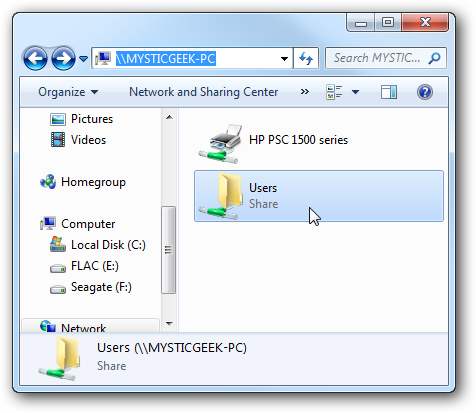 \\MYSTICGEEK-PC
Search MYSTIC...
Organize Network and Sharing Center »
Pictures
Videos
Homegroup
Computer
Local Disk (C:)
FLAC (E:)
Seagate (F:)
Network
HP PSC 1500 series
Users
Share
Users (\\MYSTICGEEK-PC)
Share